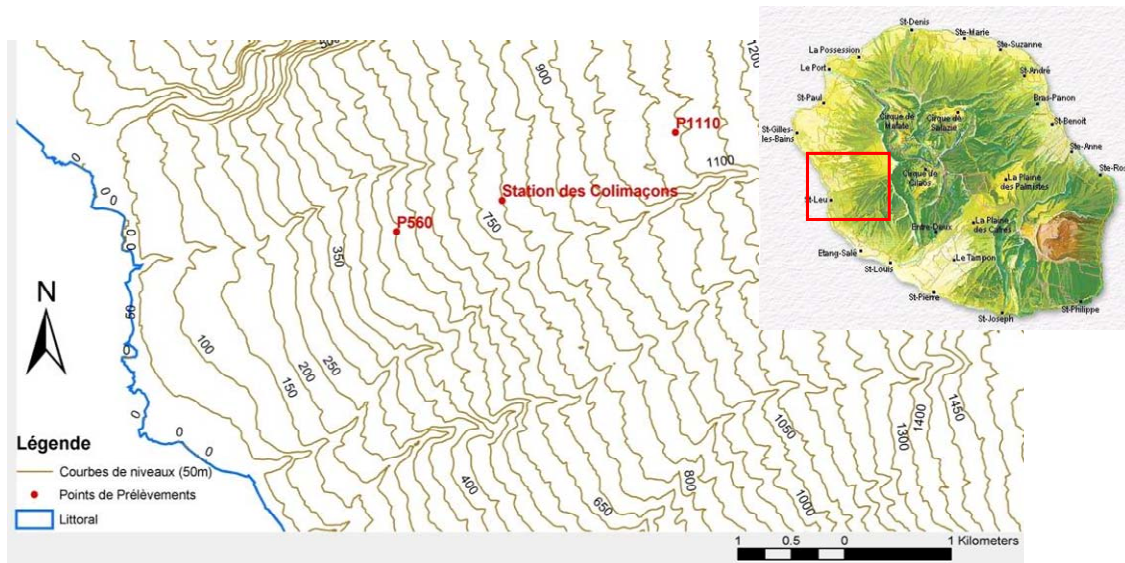 500
900
1200
P1110
1100
Station des Colimaçons
P560
750
350
0
0
0
0
0
0
N
50
0
100
250
200
150
0
0
0
1050
1300
1400
1450
400
650
800
1000
Légende
Courbes de niveaux (50m)
Points de Prélèvements
Littoral
1 0.5 0 1 Kilometers
St-Denis
Ste-Marie
Ste-Suzanne
La Possession
Le Port
St-André
St-Paul
Bras-Panon
Cirque de
Mafate
Cirque de
Salazie
St-Benoit
St-Gilles-
les-Bains
Ste-Anne
Ste-Ros
Cirque de
Cilaos
La Plaine
des Palmistes
St-Leu
Entre-Deux
La Plaine
des Cafres
Etang-Salé
St-Louis
Le Tampon
St-Pierre
St-Philippe
St-Joseph